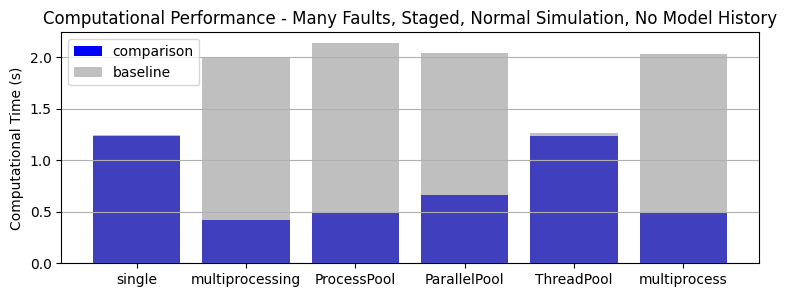 Computational Performance - Many Faults, Staged, Normal Simulation, No Model History
Computational Time (s)
2.0
1.5
1.0
0.5
0.0
comparison
baseline
single multiprocessing ProcessPool ParallelPool ThreadPool multiprocess